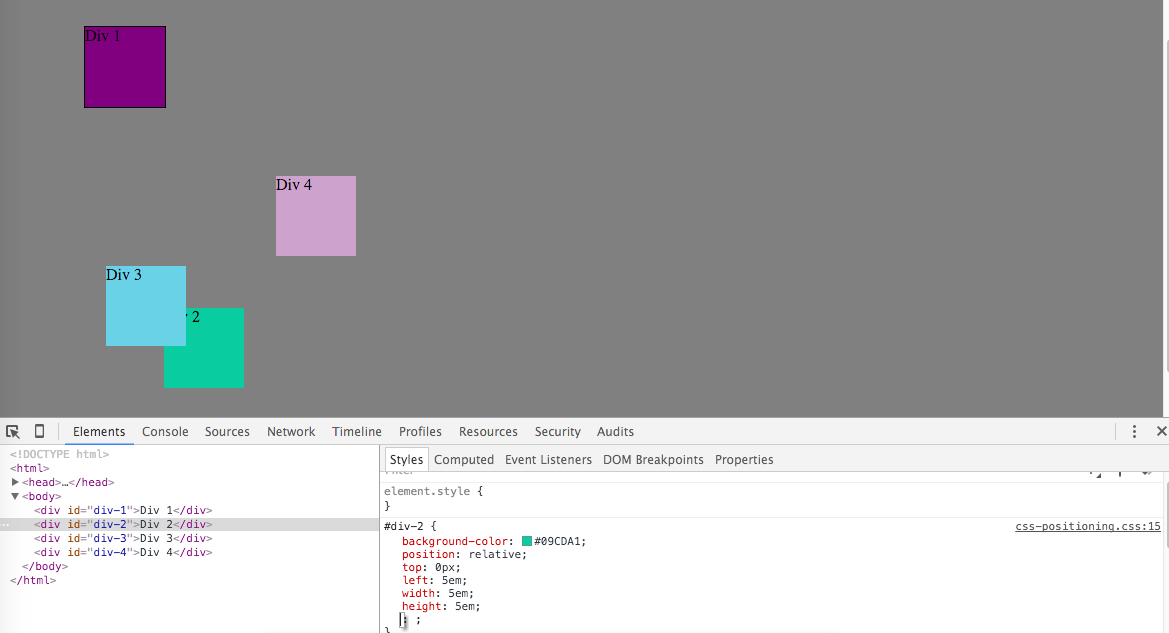 Div 1
Div 4
Div 3
2
Elements Console Sources Network Timeline Profiles Resources Security Audits
<!DOCTYPE html>
<html>
<head>…</head>
<body>
<div id="div-1">Div 1</div>
<div id="div-2">Div 2</div>
<div id="div-3">Div 3</div>
<div id="div-4">Div 4</div>
</body>
</html>
Styles Computed Event Listeners DOM Breakpoints Properties
element.style {
}
#div-2 { css-positioning.css:15
background-color: #09CDA1;
position: relative;
top: 0px;
left: 5em;
width: 5em;
height: 5em;
: ;
}